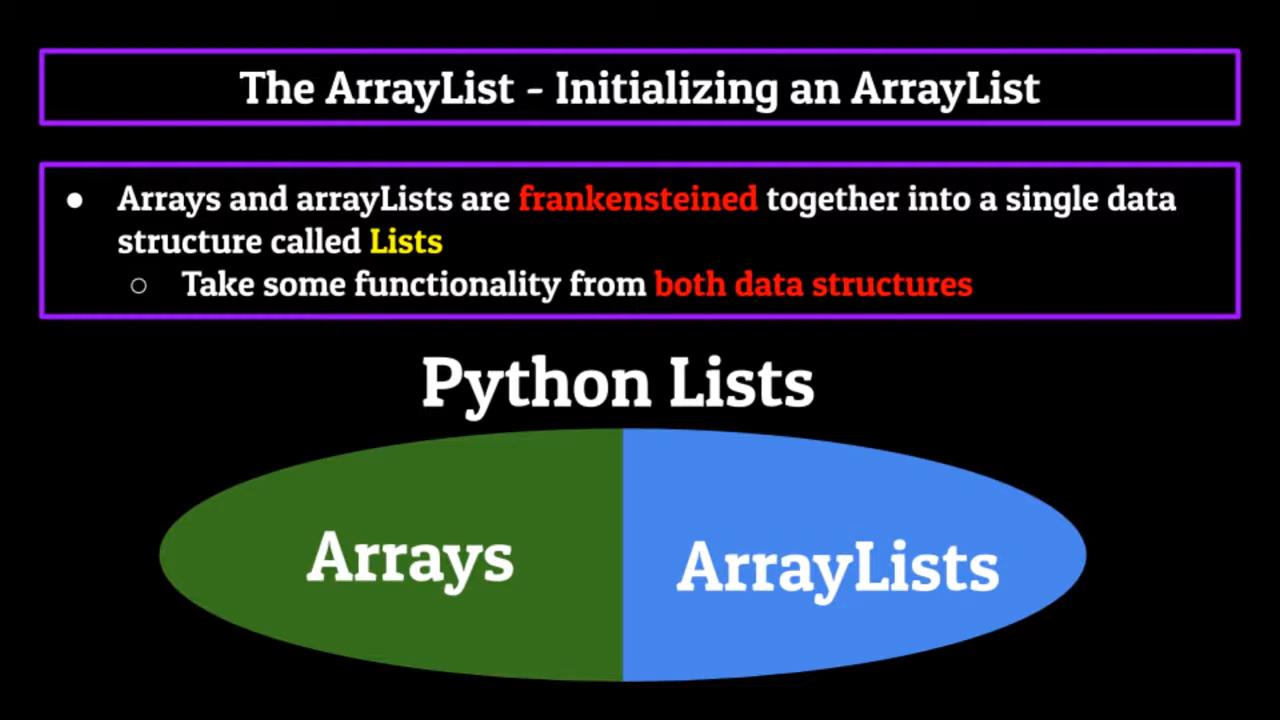 The ArrayList - Initializing an ArrayList
● Arrays and arrayLists are frankensteined together into a single data
structure called Lists
○ Take some functionality from both data structures
Python Lists
Arrays
ArrayLists